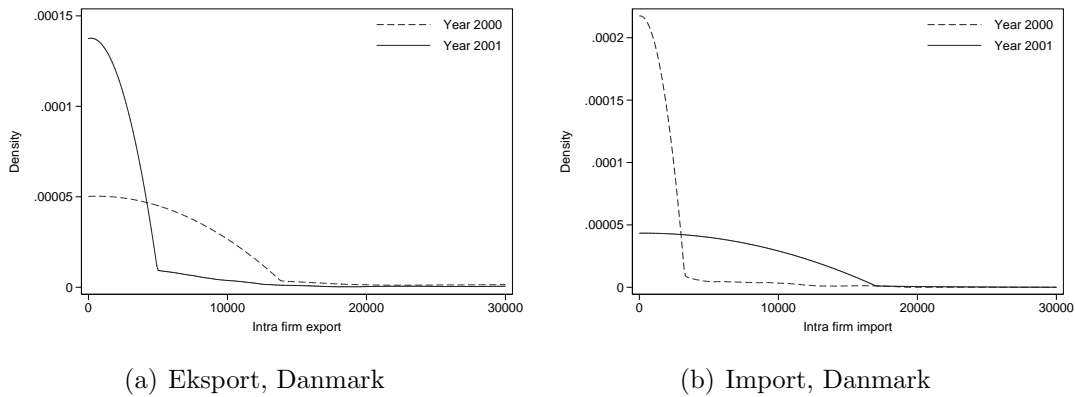 .00015
.0001
.00005
0
Density
0
10000
20000
30000
Intra firm export
Year 2000
Year 2001
(a) Eksport, Danmark
.0002
.00015
.0001
.00005
0
Density
0
10000
20000
30000
Intra firm import
Year 2000
Year 2001
(b) Import, Danmark